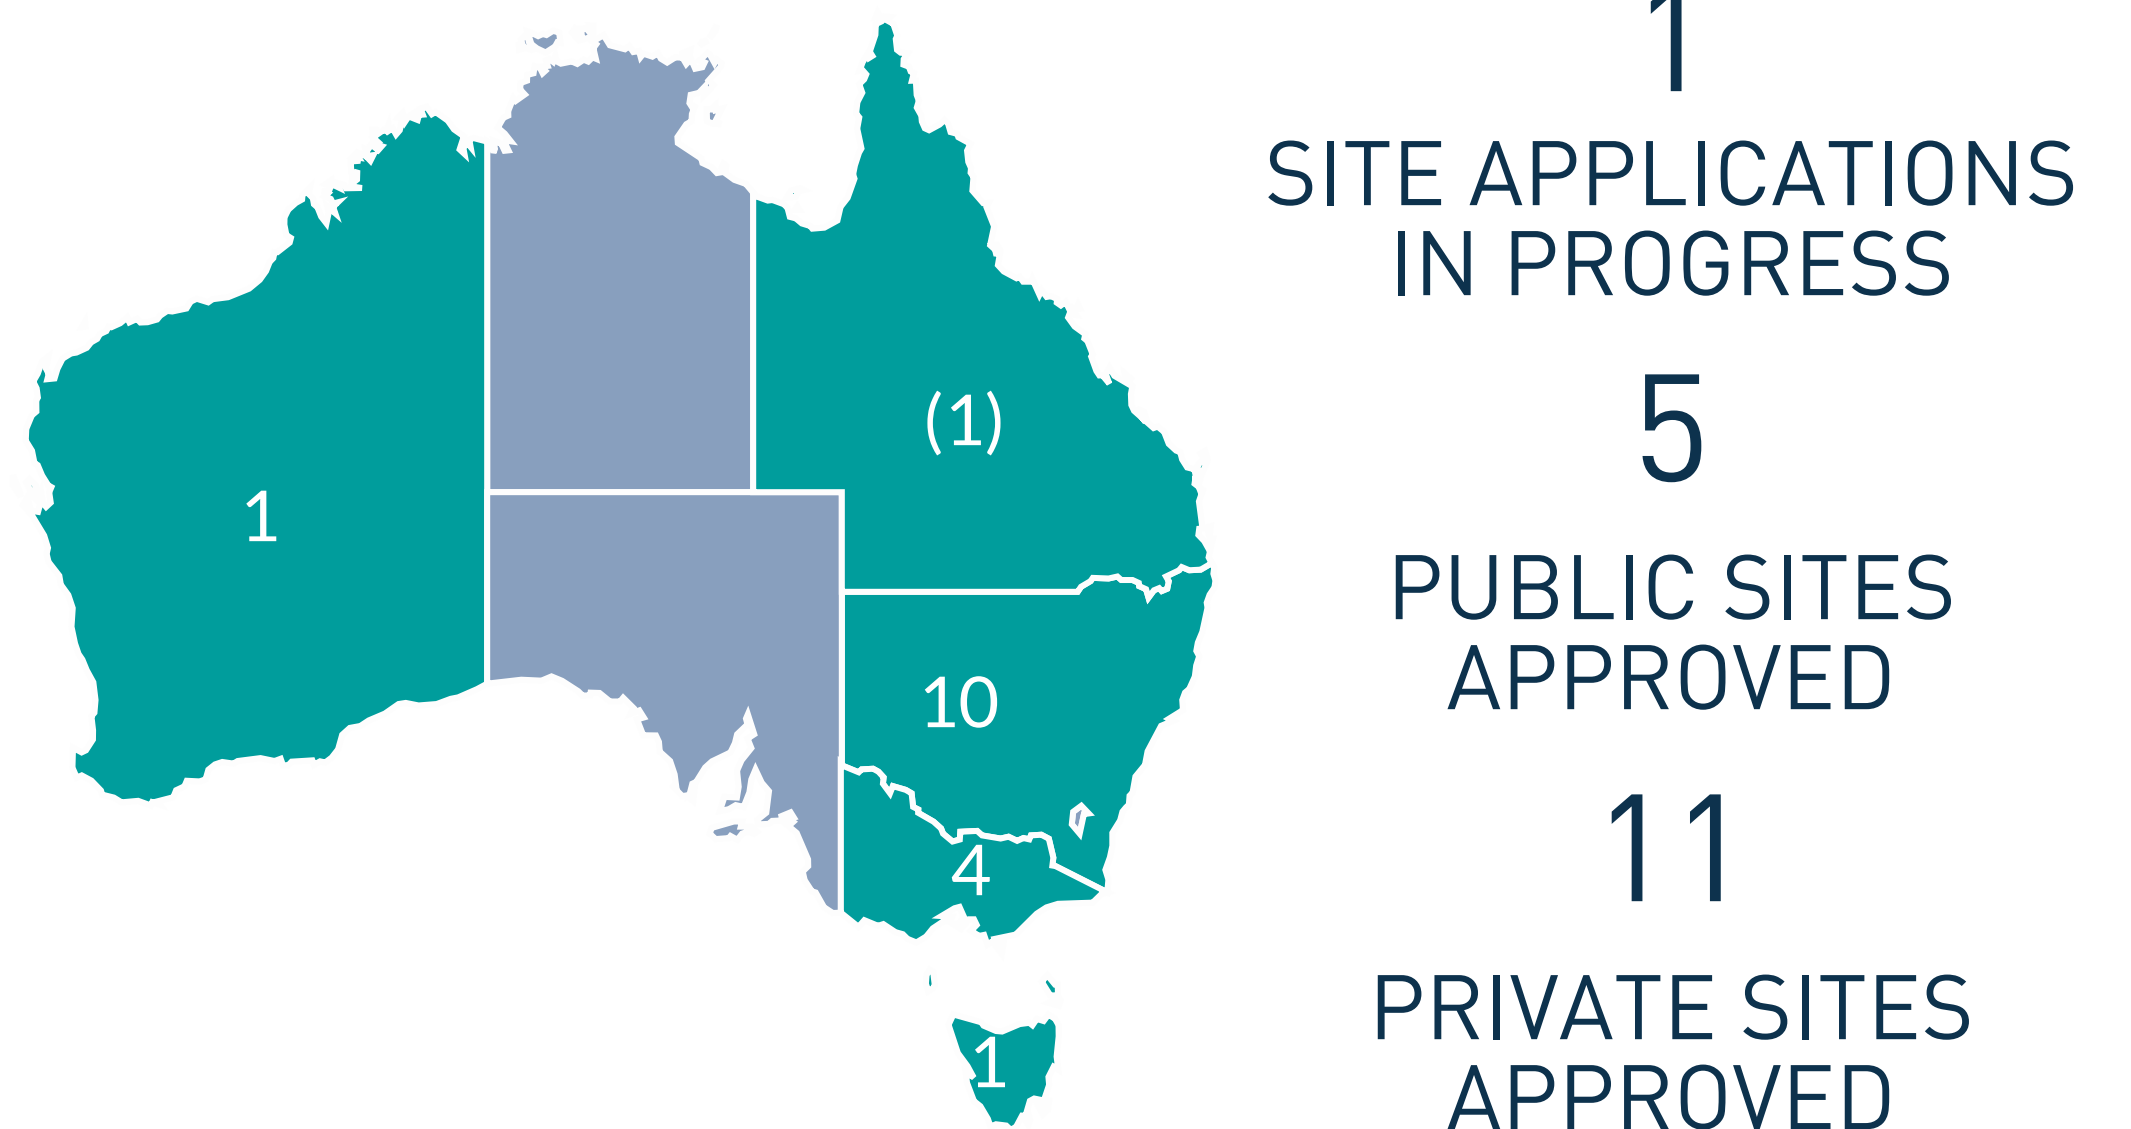 1
SITE APPLICATIONS
IN PROGRESS
5
PUBLIC SITES
APPROVED
11
PRIVATE SITES
APPROVED
(1)
1
10
4
1